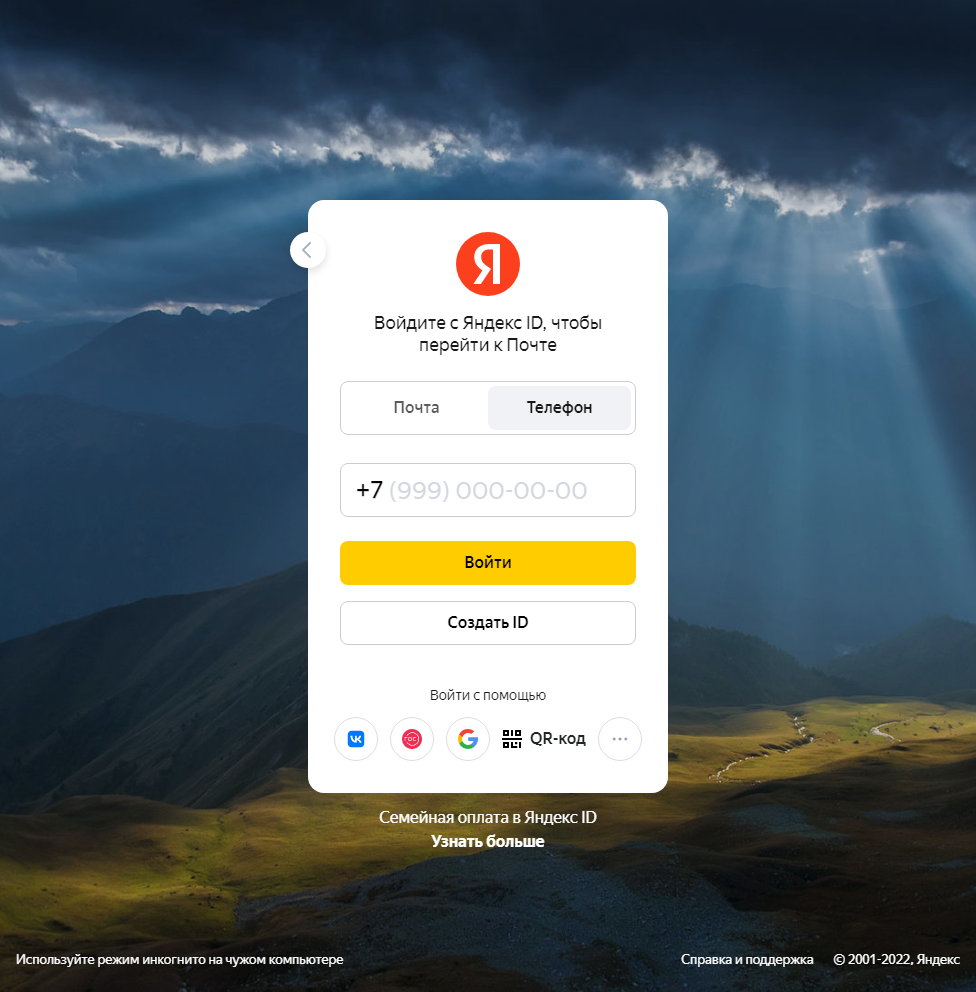 Я
Войдите с Яндекс ID, чтобы
перейти к Почте
Почта
Телефон
+7 (999) 000-00-00
Войти
Создать ID
Войти с помощью
гос
QR-код
Семейная оплата в Яндекс ID
Узнать больше
Используйте режим инкогнито на чужом компьютере
Справка и поддержка
© 2001-2022, Яндекс